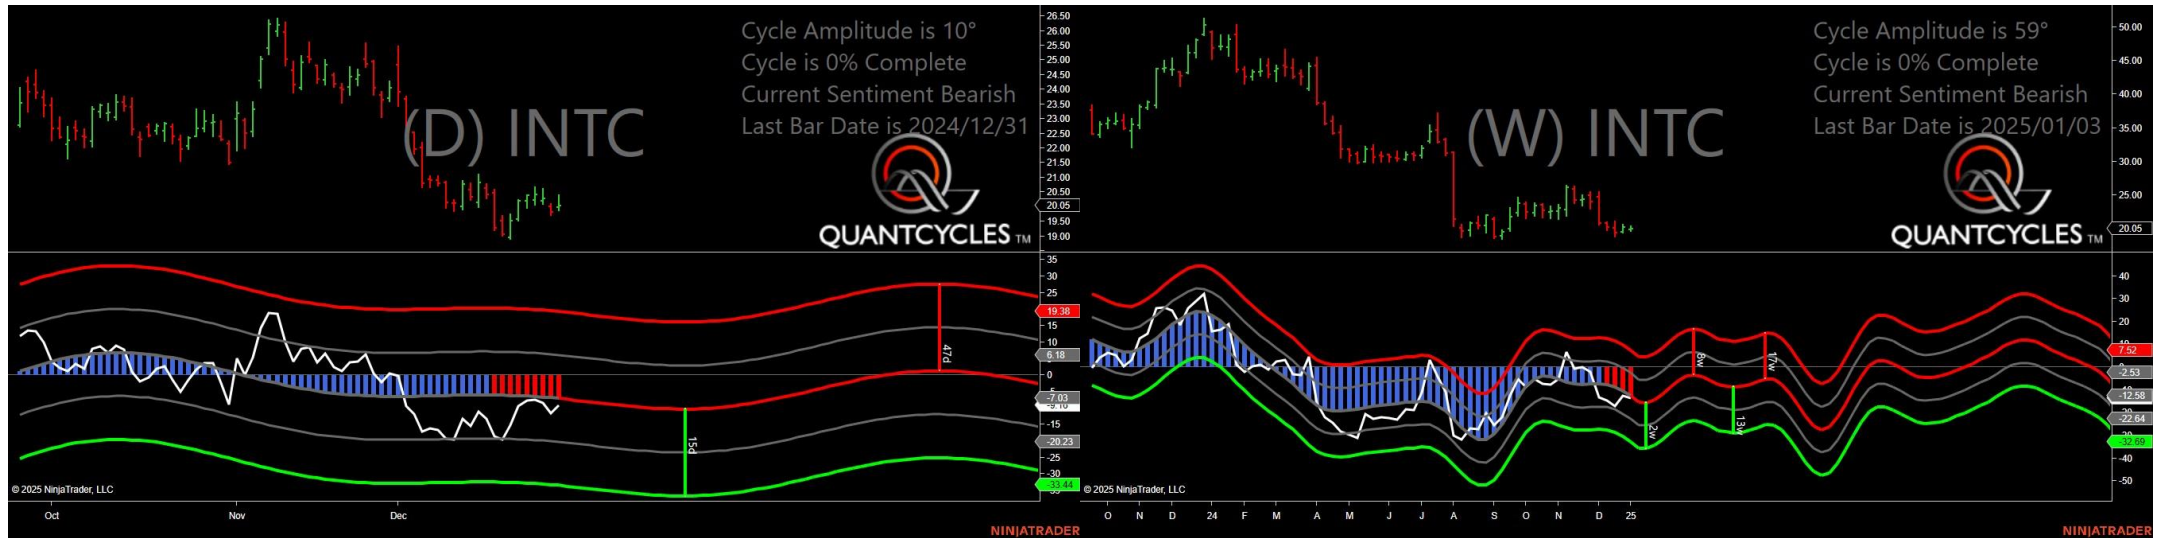 Cycle Amplitude is 10°
Cycle is 0% Complete
Current Sentiment Bearish
Last Bar Date is 2024/12/31
(D) INTC
QUANTCYCLES TM
26.50
26.00
25.50
25.00
24.50
24.00
23.50
23.00
22.50
22.00
21.50
21.00
20.50
20.05
19.50
19.00
35
30
25
19.38
15
10
6.18
0
-5
-7.03
-15
-20.23
-25
-30
-33.44
47d
15d
© 2025 NinjaTrader, LLC
Oct
Nov
Dec
NINJATRADER
Cycle Amplitude is 59°
Cycle is 0% Complete
Current Sentiment Bearish
Last Bar Date is 2025/01/03
(W) INTC
QUANTCYCLES TM
50.00
45.00
40.00
35.00
30.00
25.00
20.05
40
30
20
7.52
-2.53
-12.58
-22.64
-32.69
-40
-50
8w
17w
2w
13w
© 2025 NinjaTrader, LLC
O N D 24 F M A M J J A S O N D 25
NINJATRADER